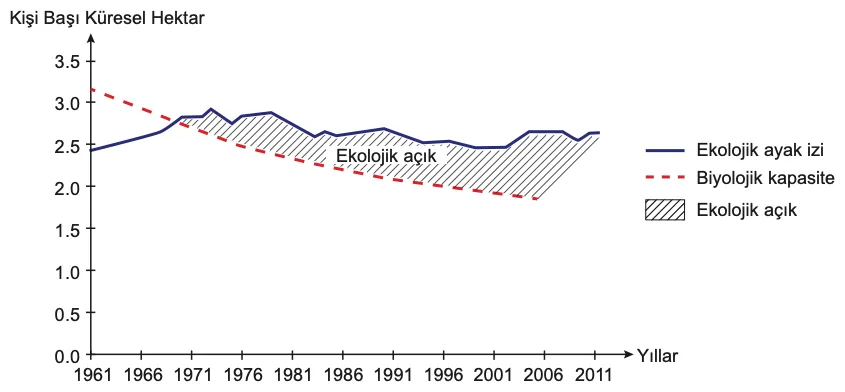 Kişi Başı Küresel Hektar
3.5
3.0
2.5
2.0
1.5
1.0
0.5
0.0
Ekolojik açık
1961 1966 1971 1976 1981 1986 1991 1996 2001 2006 2011
Yıllar
Ekolojik ayak izi
Biyolojik kapasite
Ekolojik açık